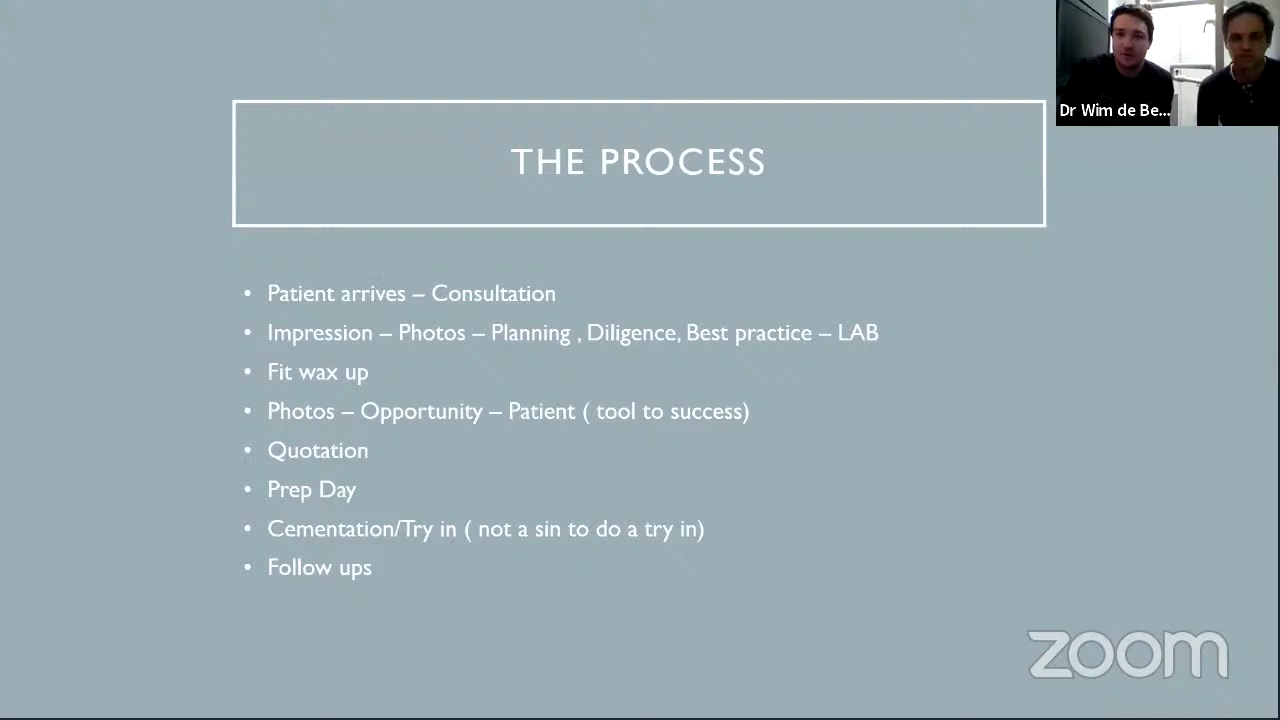 Dr Wim de Be...
THE PROCESS
• Patient arrives – Consultation
• Impression – Photos – Planning , Diligence, Best practice – LAB
• Fit wax up
• Photos – Opportunity – Patient ( tool to success)
• Quotation
• Prep Day
• Cementation/Try in ( not a sin to do a try in)
• Follow ups
zoom